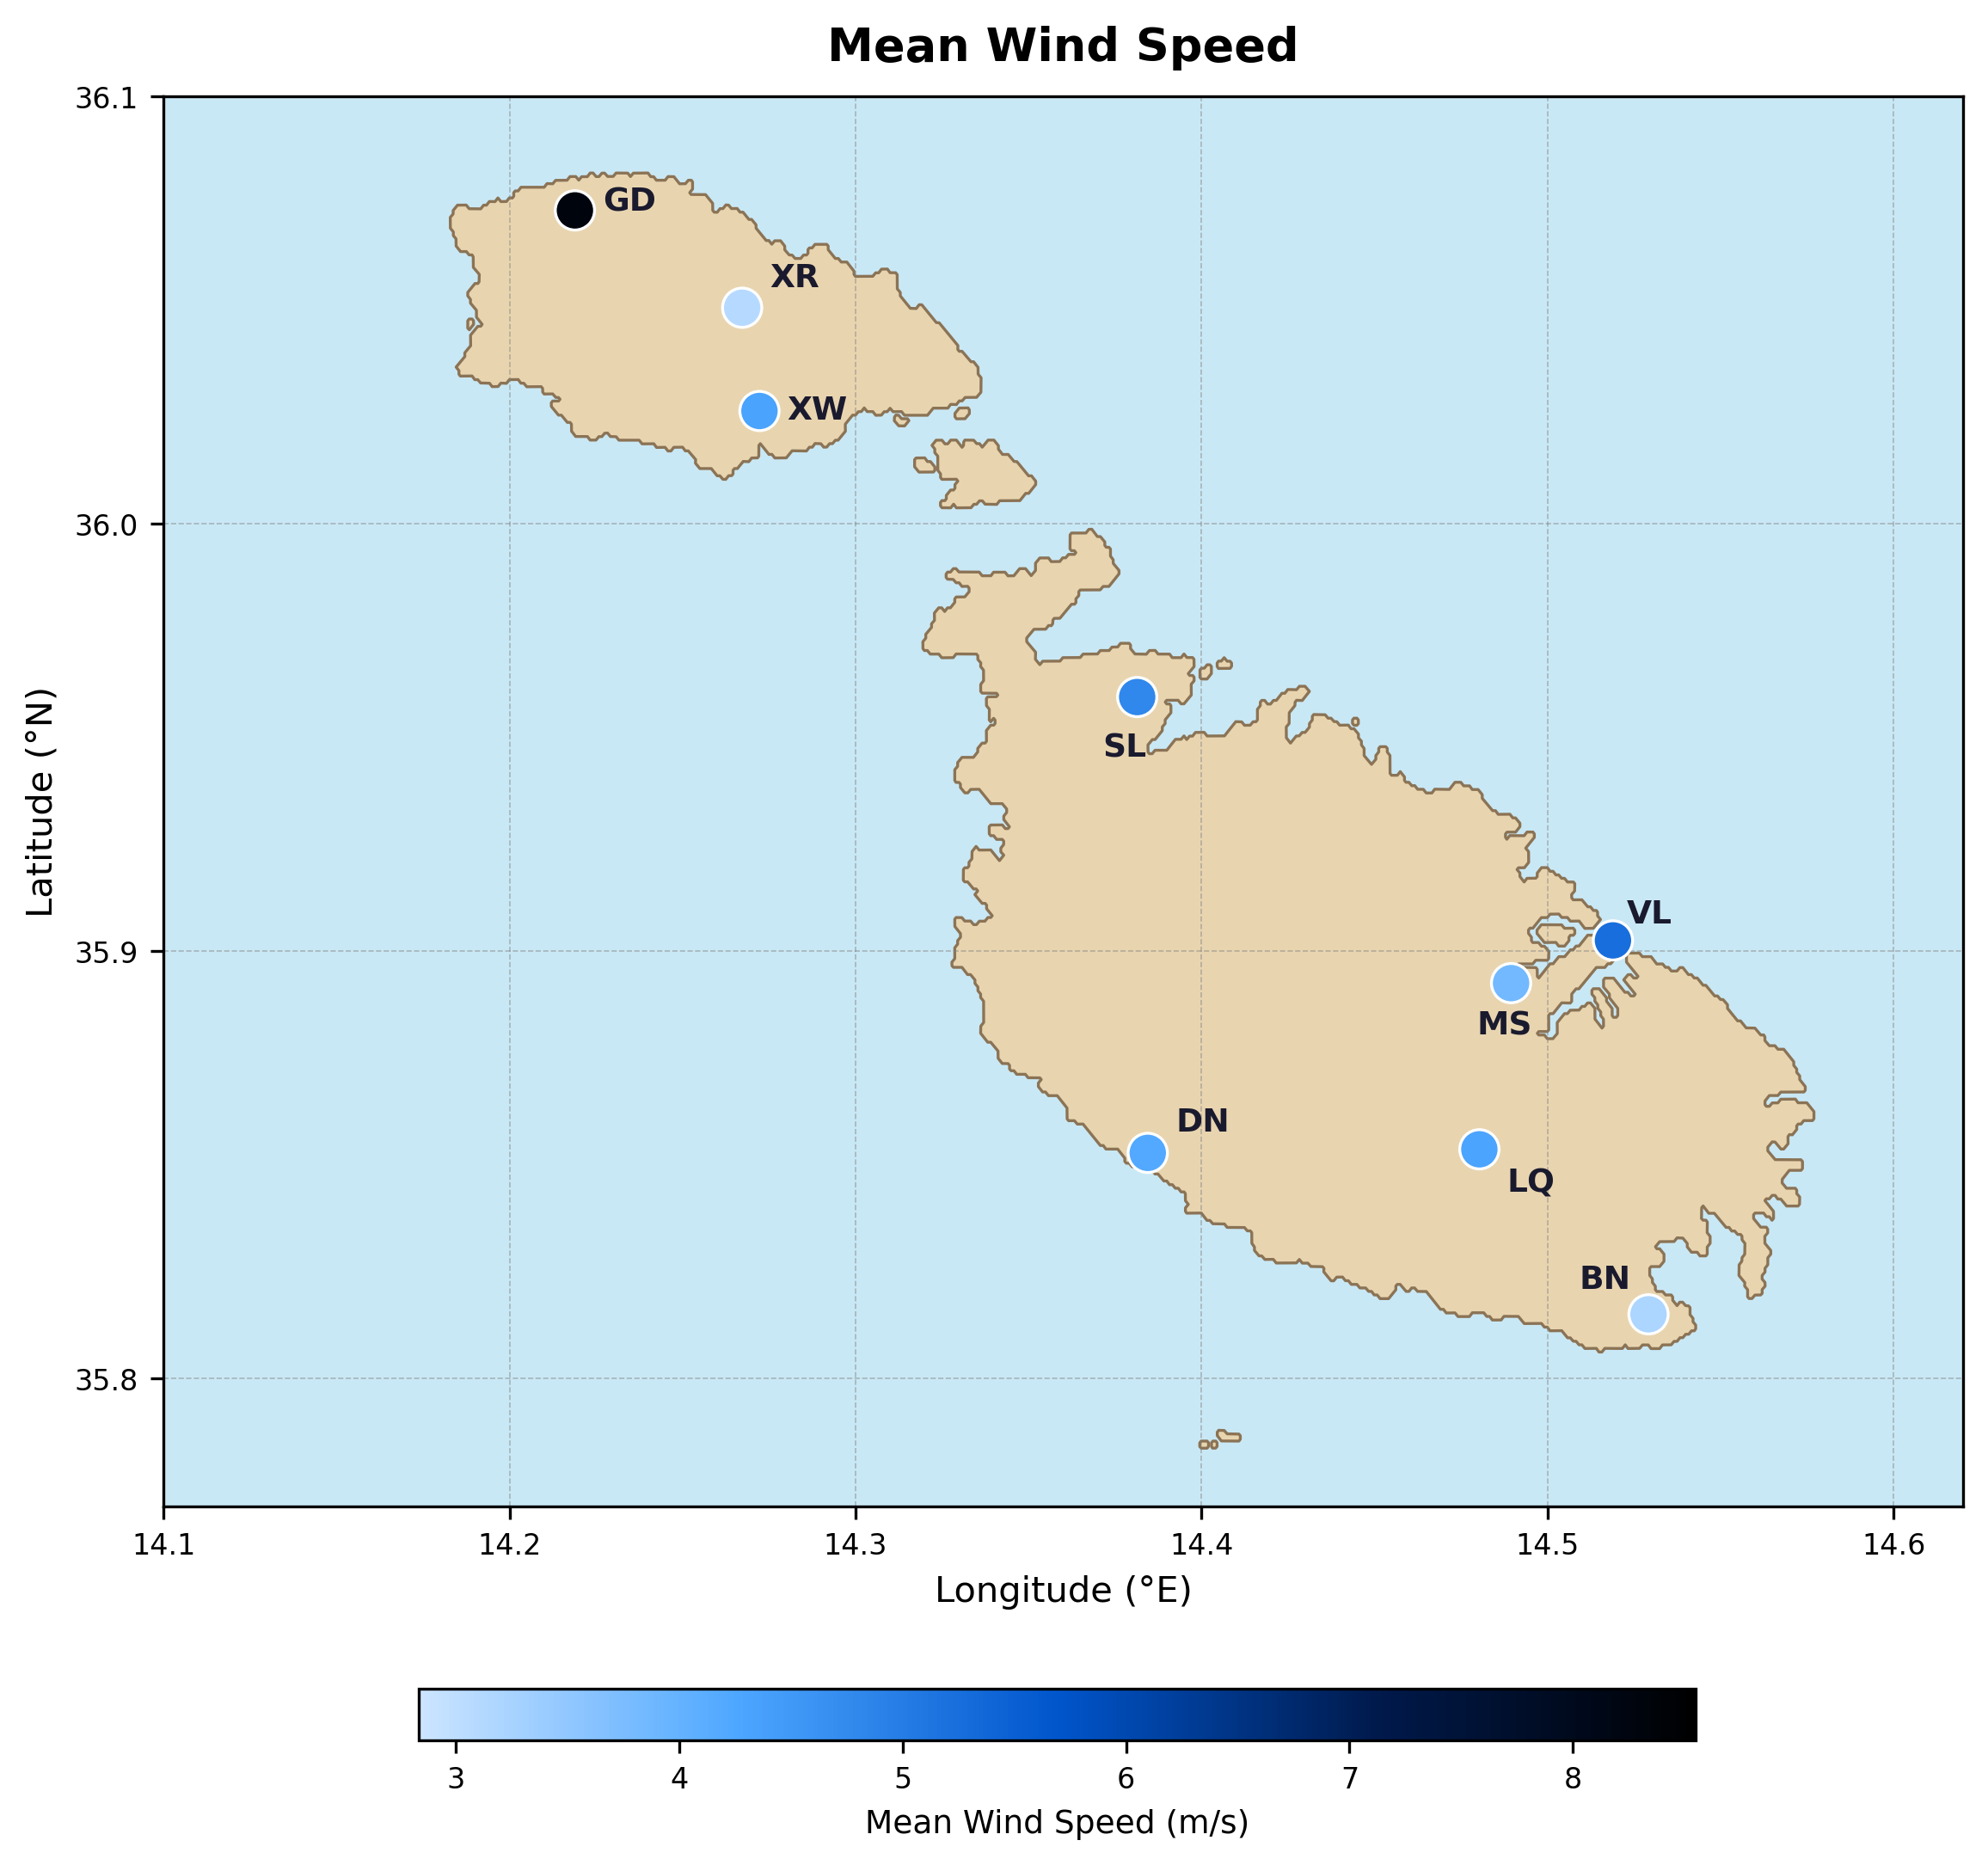 Mean Wind Speed
36.1
36.0
35.9
35.8
Latitude (°N)
GD
XR
XW
SL
VL
MS
DN
LQ
BN
14.1 14.2 14.3 14.4 14.5 14.6
Longitude (°E)
3 4 5 6 7 8
Mean Wind Speed (m/s)